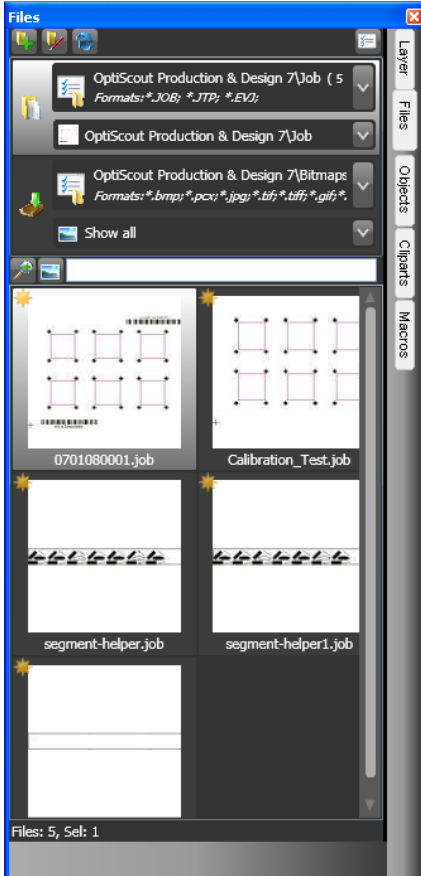 Files
OptiScout Production & Design 7\Job ( 5
Formats:*.JOB; *.JTP; *.EVJ;
OptiScout Production & Design 7\Job
OptiScout Production & Design 7\Bitmaps
Formats:*.bmp;*.pcx;*.jpg;*.tif;*.tiff;*.gif;*.
Show all
0701080001.job
Calibration_Test.job
segment-helper.job
segment-helper1.job
Files: 5, Sel: 1
Layer
Files
Objects
Cliparts
Macros